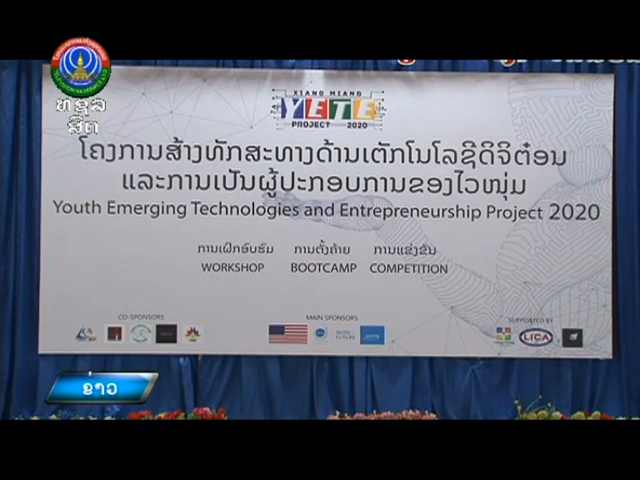 ທຊລ
ສົດ
XIANG MIANG
YETE
PROJECT 2020
ໂຄງການສ້າງທັກສະທາງດ້ານເຕັກໂນໂລຊີດິຈິຕ໋ອນ
ແລະການເປັນຜູ້ປະກອບການຂອງໄວໜຸ່ມ
Youth Emerging Technologies and Entrepreneurship Project 2020
ການເຝິກອົບຮົມ ການຕັ້ງຄ້າຍ ການແຂ່ງຂັນ
WORKSHOP BOOTCAMP COMPETITION
CO-SPONSORS MAIN SPONSORS SUPPORTED BY
LICA
ຂ່າວ